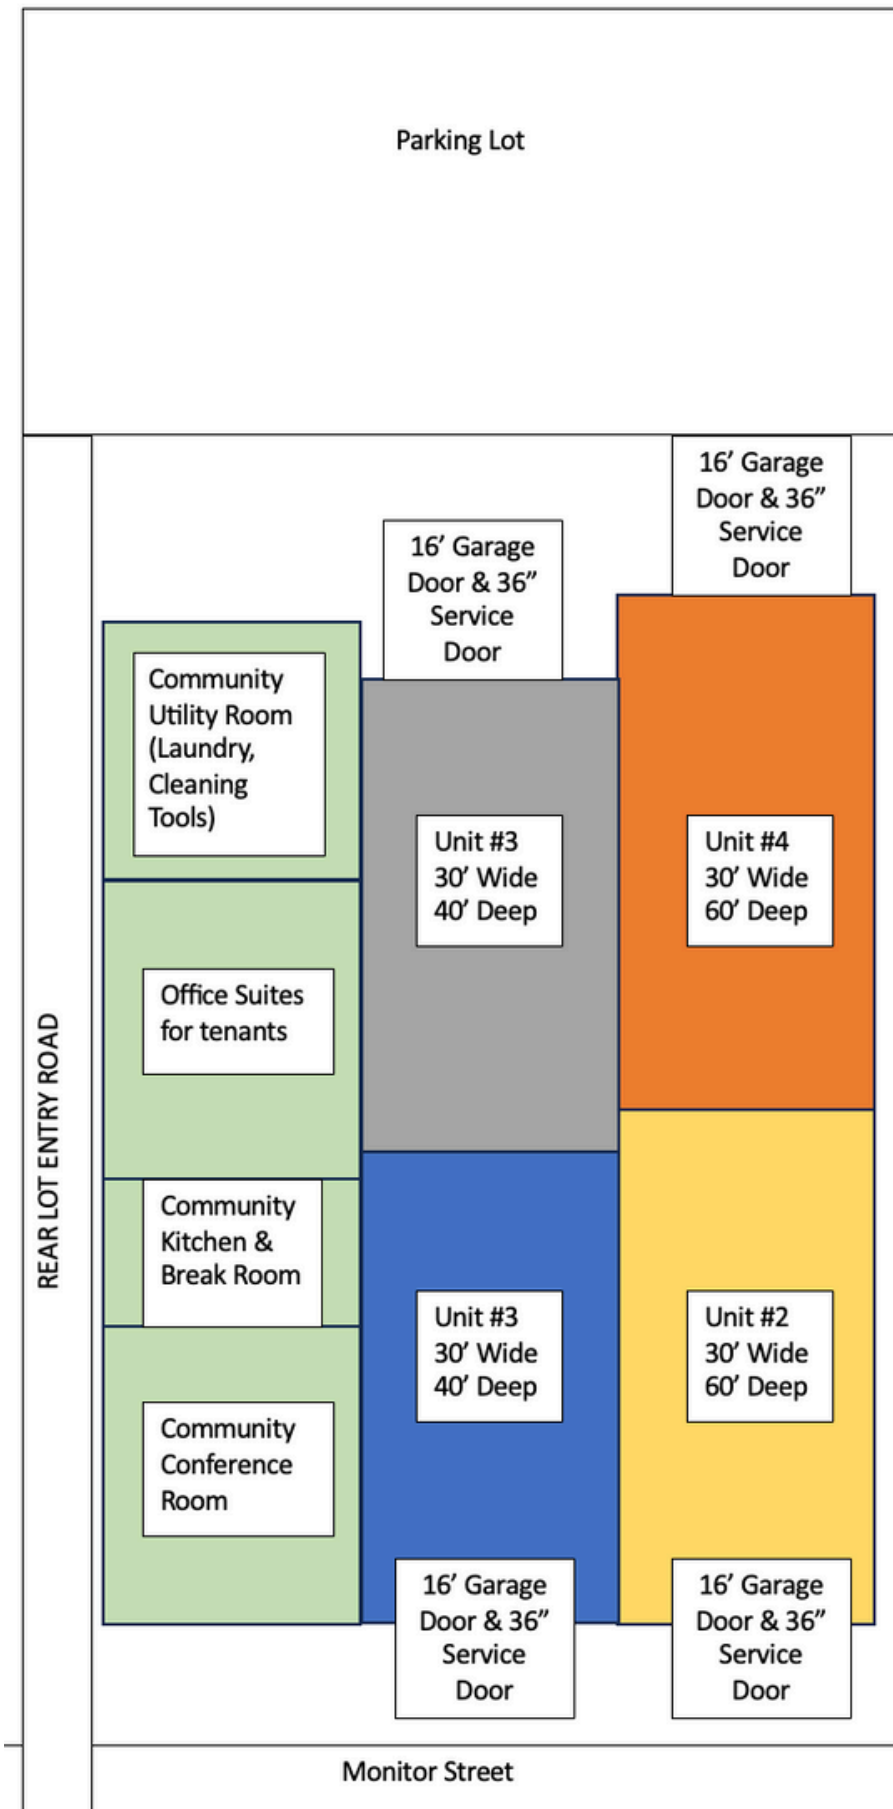 Parking Lot
16’ Garage
Door & 36”
Service
Door
16’ Garage
Door & 36”
Service
Door
Community
Utility Room
(Laundry,
Cleaning
Tools)
Unit #3
30’ Wide
40’ Deep
Unit #4
30’ Wide
60’ Deep
Office Suites
for tenants
REAR LOT ENTRY ROAD
Community
Kitchen &
Break Room
Unit #3
30’ Wide
40’ Deep
Unit #2
30’ Wide
60’ Deep
Community
Conference
Room
16’ Garage
Door & 36”
Service
Door
16’ Garage
Door & 36”
Service
Door
Monitor Street